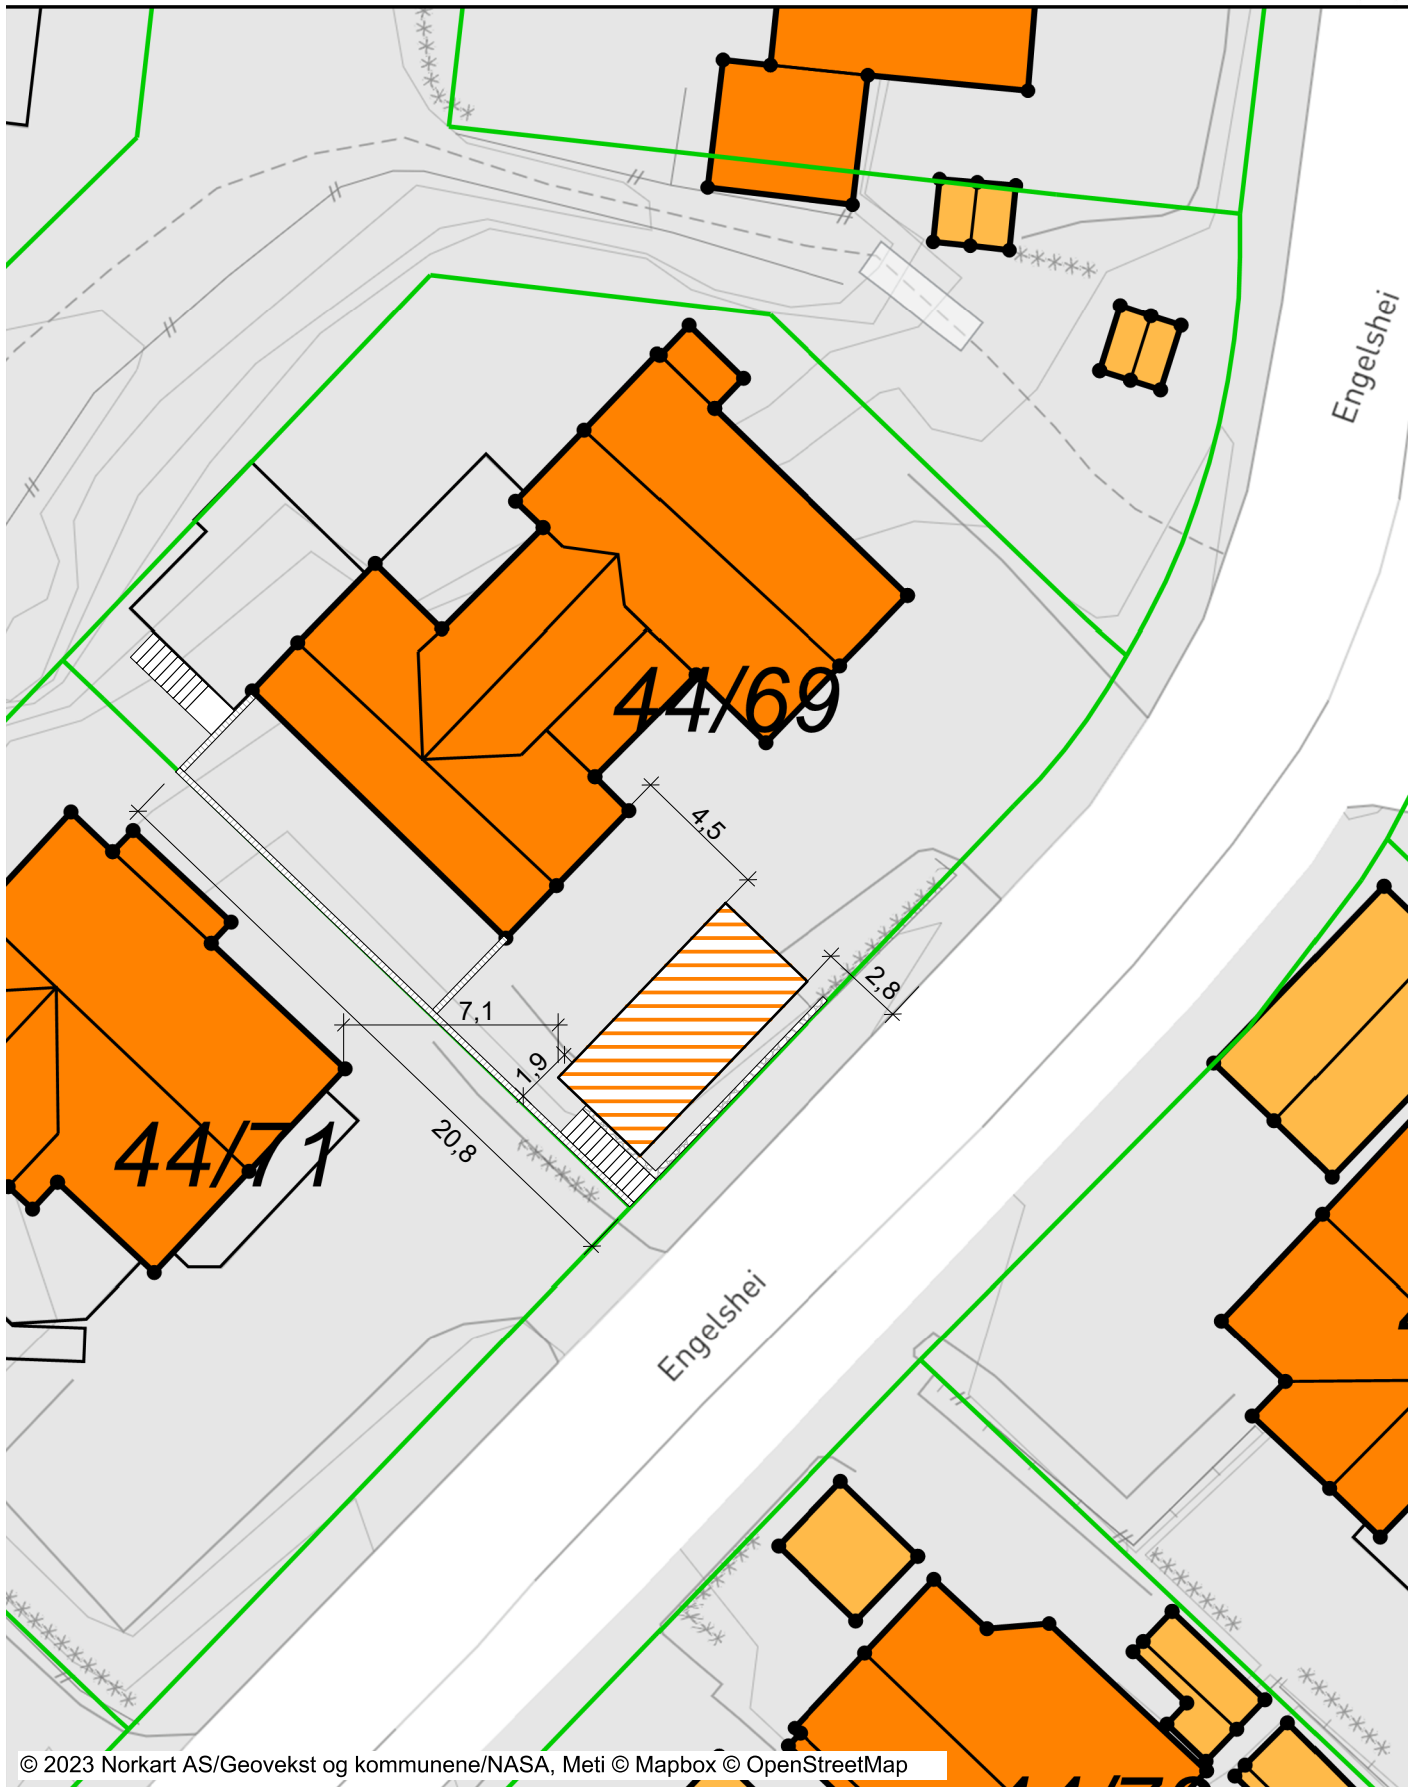 Engelshei
44/69
4,5
2,8
7,1
1,9
20,8
44/71
Engelshei
© 2023 Norkart AS/Geovekst og kommunene/NASA, Meti © Mapbox © OpenStreetMap